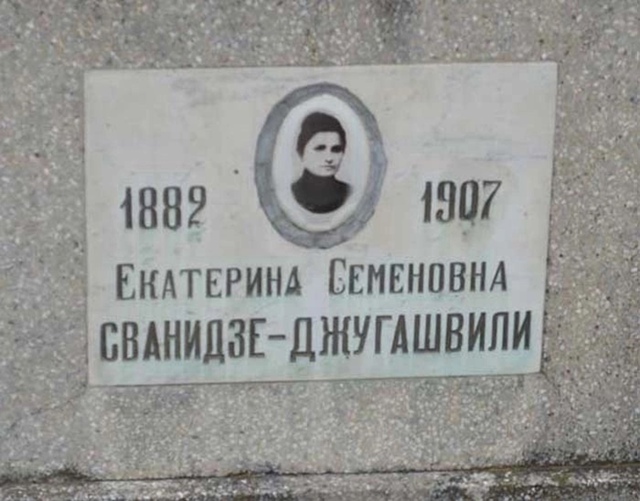 1882 1907
ЕКАТЕРИНА СЕМЕНОВНА
СВАНИДЗЕ-ДЖУГАШВИЛИ